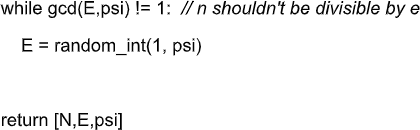 while gcd(E,psi) != 1:  // n shouldn't be divisible by e
E = random_int(1, psi)
return [N,E,psi]